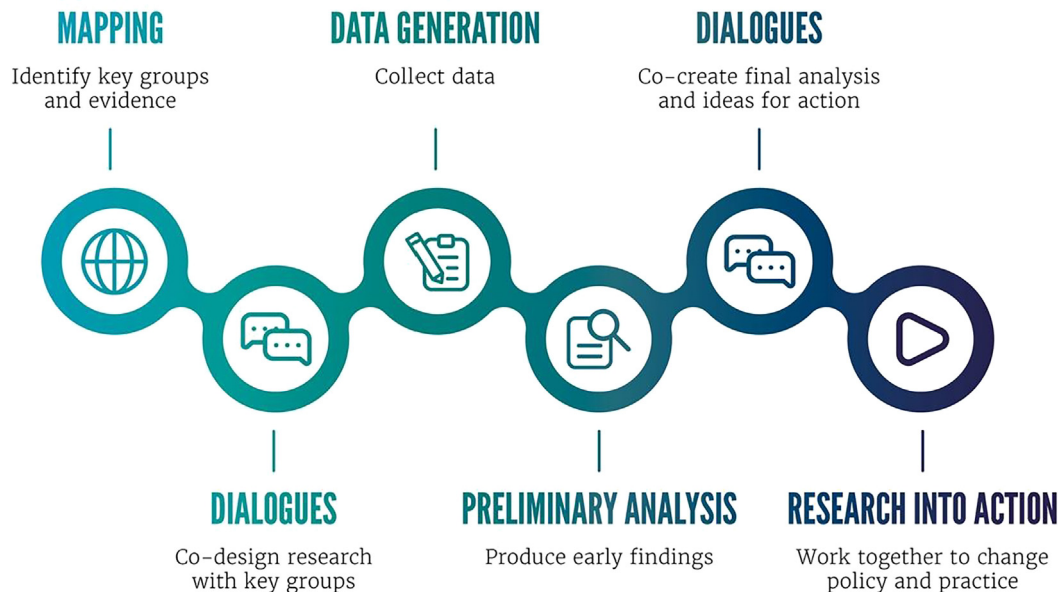 MAPPING
Identify key groups
and evidence
DIALOGUES
Co-design research
with key groups
DATA GENERATION
Collect data
PRELIMINARY ANALYSIS
Produce early findings
DIALOGUES
Co-create final analysis
and ideas for action
RESEARCH INTO ACTION
Work together to change
policy and practice